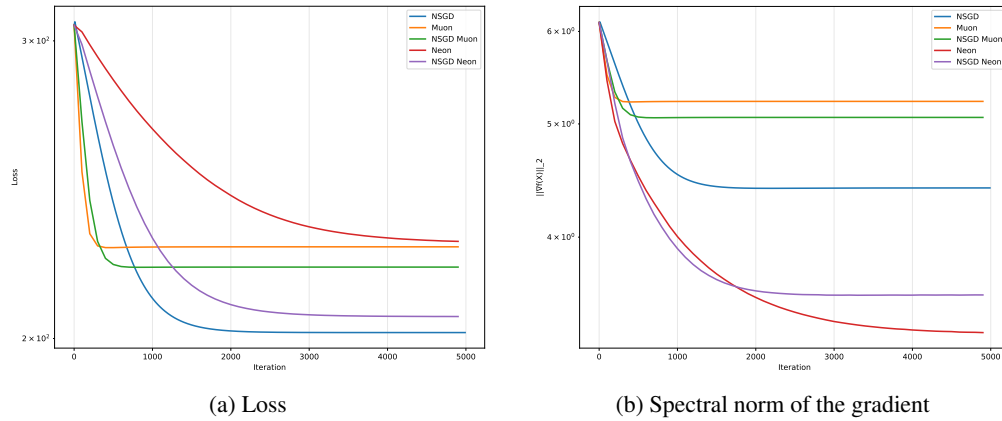 NSGD
Muon
NSGD Muon
Neon
NSGD Neon
3 × 10²
2 × 10²
Loss
0
1000
2000
3000
4000
5000
Iteration
(a) Loss
NSGD
Muon
NSGD Muon
Neon
NSGD Neon
6 × 10⁰
5 × 10⁰
4 × 10⁰
||∇f(X)||_2
0
1000
2000
3000
4000
5000
Iteration
(b) Spectral norm of the gradient